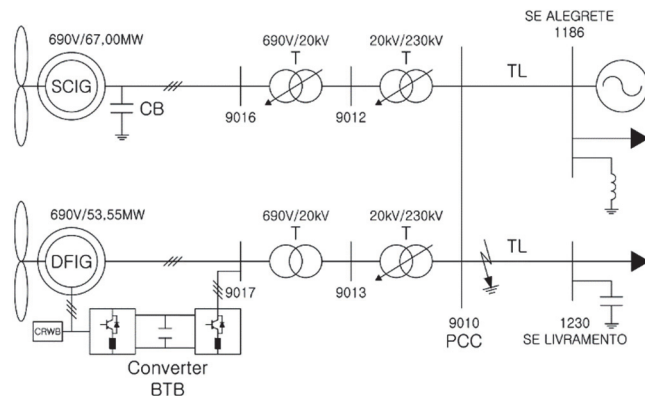 SE ALEGRETE
1186
690V/67,00MW
690V/20kV
T
20kV/230kV
T
TL
SCIG
CB
9016
9012
690V/53,55MW
690V/20kV
T
20kV/230kV
T
TL
DFIG
9017
9013
9010
PCC
1230
SE LIVRAMENTO
CRWB
Converter
BTB